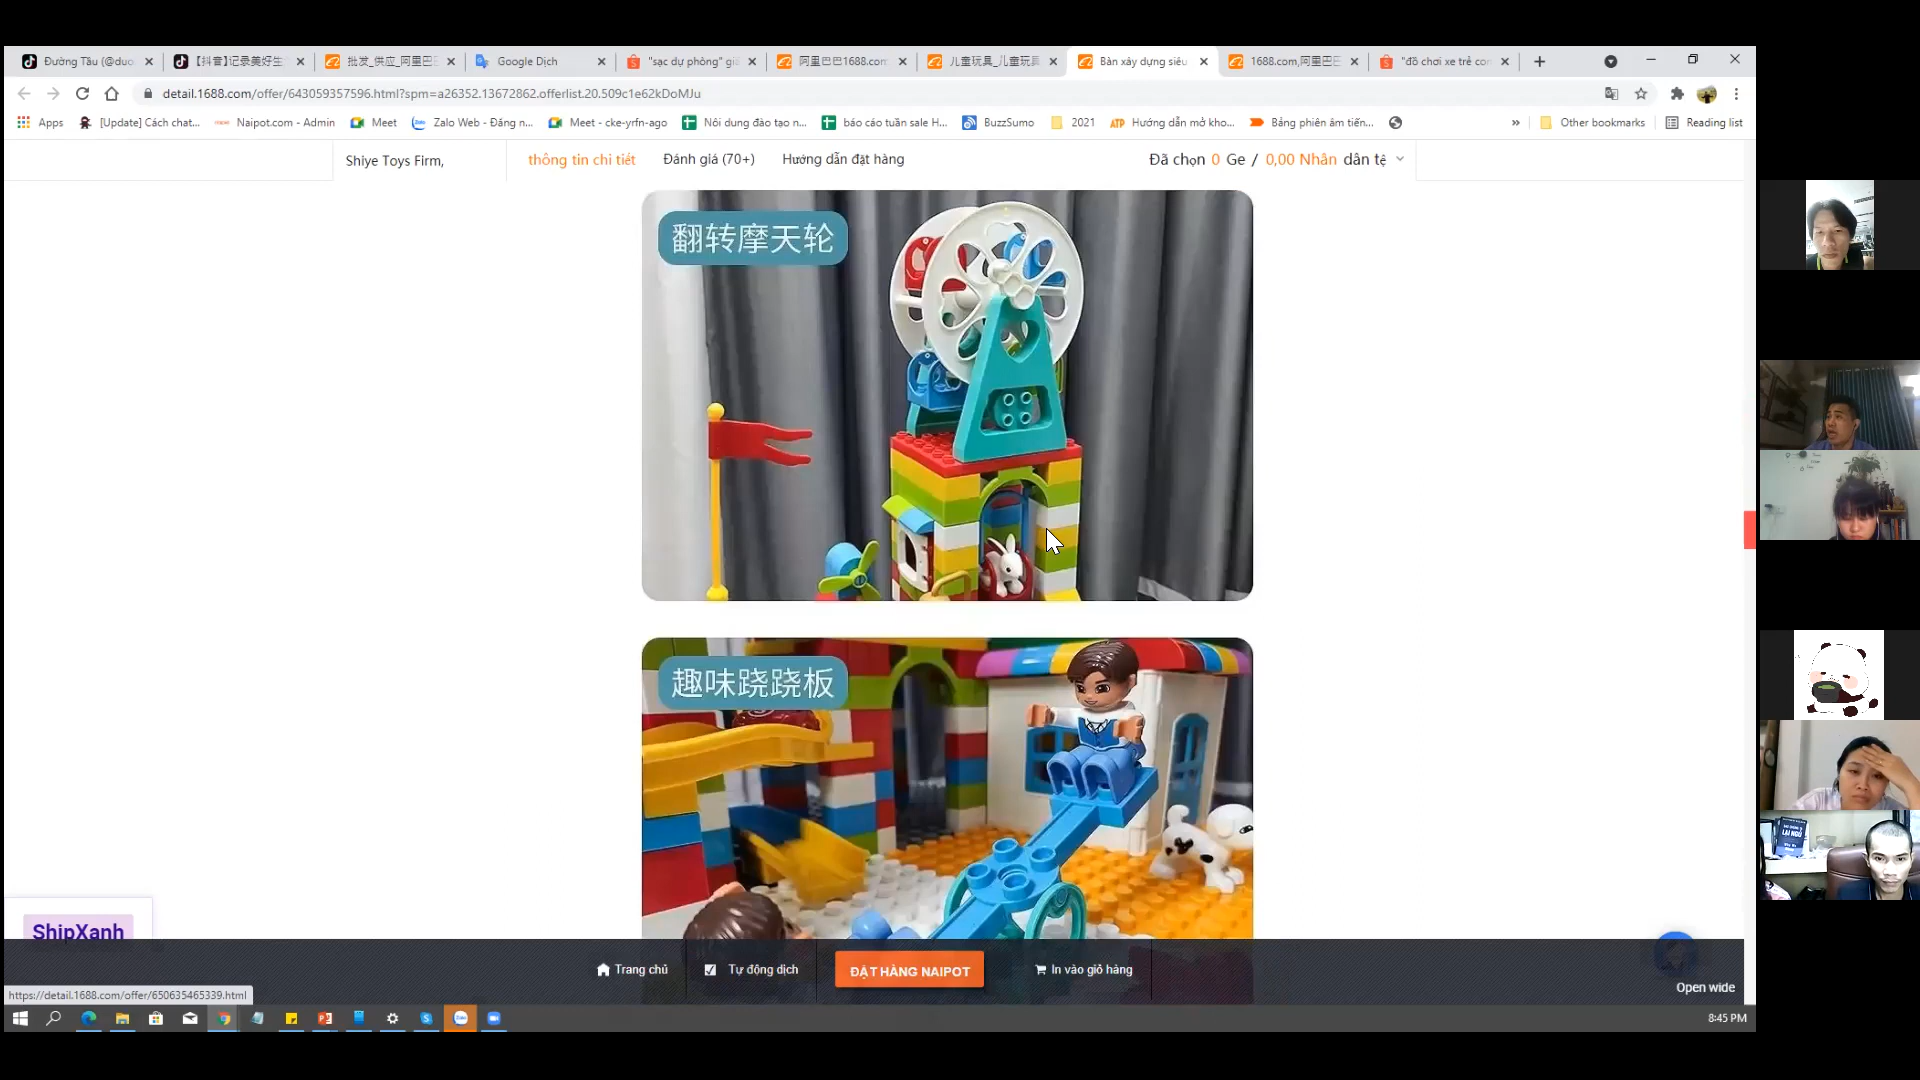 Đường Tàu (@duo
【抖音】记录美好生
批发_供应_阿里巴巴
Google Dịch
"sạc dự phòng" giá
阿里巴巴1688.com
儿童玩具_儿童玩具
Bàn xây dựng siêu
1688.com,阿里巴巴
"đồ chơi xe trẻ con
detail.1688.com/offer/643059357596.html?spm=a26352.13672862.offerlist.20.509c1e62kDoMJu
Apps
[Update] Cách chat...
Naipot.com - Admin
Meet
Zalo Web - Đăng n...
Meet - cke-yrfn-ago
Nôi dung đào tạo n...
báo cáo tuần sale H...
BuzzSumo
2021
ATP Hướng dẫn mở kho...
Bảng phiên âm tiến...
»
Other bookmarks
Reading list
Shiye Toys Firm,
thông tin chi tiết
Đánh giá (70+)
Hướng dẫn đặt hàng
Đã chọn 0 Ge / 0,00 Nhân dân tệ
翻转摩天轮
趣味跷跷板
ShipXanh
Trang chủ
Tự động dịch
ĐẶT HÀNG NAIPOT
In vào giỏ hàng
Open wide
https://detail.1688.com/offer/650635465339.html
8:45 PM